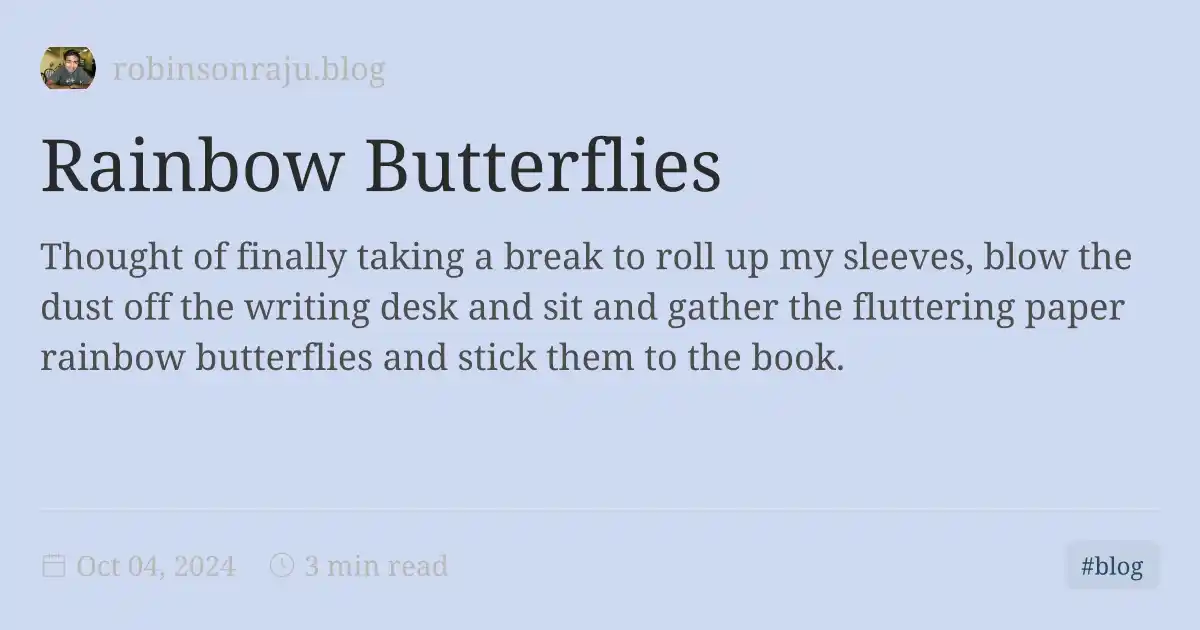 robinsonraju.blog
Rainbow Butterflies
Thought of finally taking a break to roll up my sleeves, blow the
dust off the writing desk and sit and gather the fluttering paper
rainbow butterflies and stick them to the book.
Oct 04, 2024 3 min read #blog